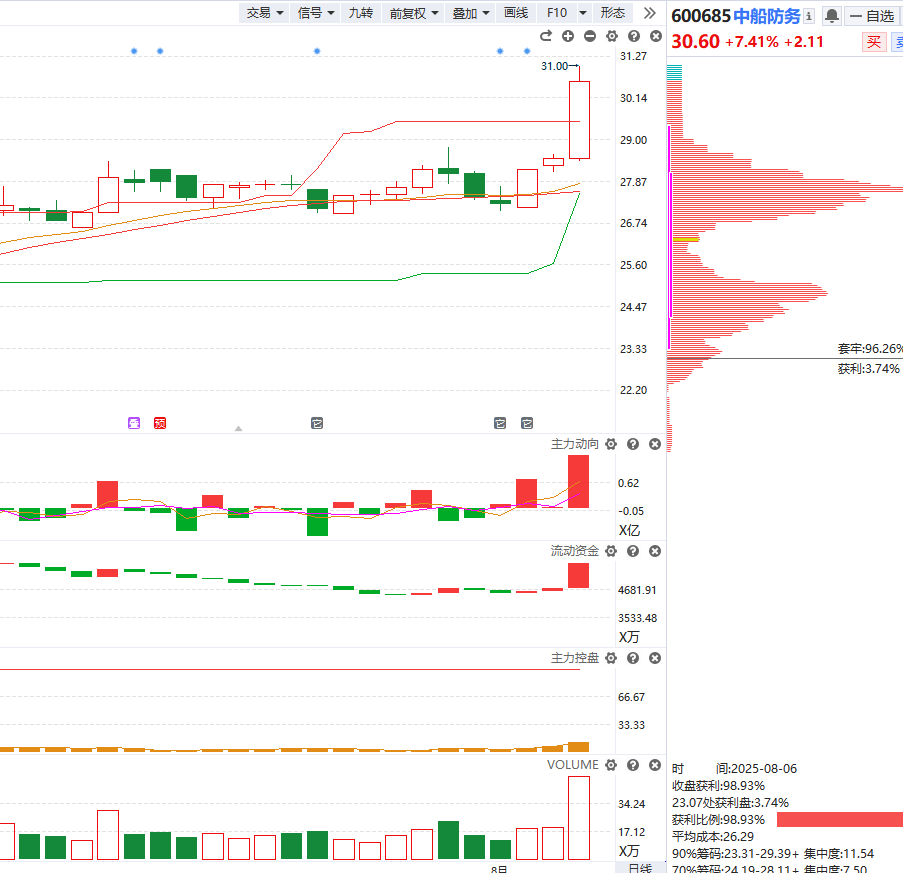 交易 信号 九转 前复权 叠加 画线 F10 形态
600685 中船防务 自选
30.60 +7.41% +2.11 买
31.27
31.00
30.14
29.00
27.87
26.74
25.60
24.47
23.33
22.20
套牢:96.26%
获利:3.74%
预
主力动向
0.62
-0.05
X亿
流动资金
4681.91
3533.48
X万
主力控盘
66.67
33.33
VOLUME
34.24
17.12
X万
8月
日线
时 间:2025-08-06
收盘获利:98.93%
23.07处获利盘:3.74%
获利比例:98.93%
平均成本:26.29
90%筹码:23.31-29.39+ 集中度:11.54
70%筹码:24.19-28.11+ 集中度:7.50